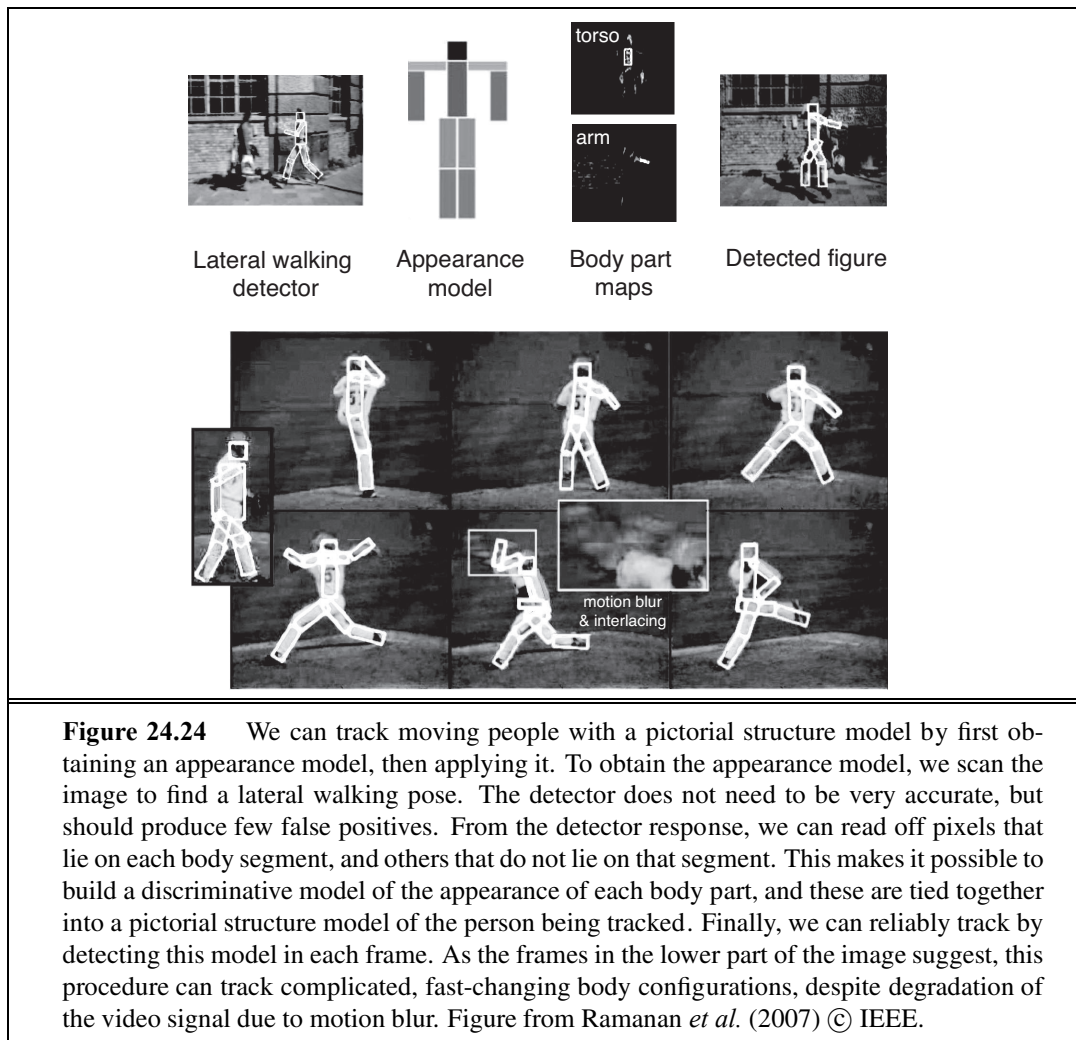 torso
arm
Lateral walking
detector
Appearance
model
Body part
maps
Detected figure
motion blur
& interlacing
Figure 24.24 We can track moving people with a pictorial structure model by first ob-
taining an appearance model, then applying it. To obtain the appearance model, we scan the
image to find a lateral walking pose. The detector does not need to be very accurate, but
should produce few false positives. From the detector response, we can read off pixels that
lie on each body segment, and others that do not lie on that segment. This makes it possible to
build a discriminative model of the appearance of each body part, and these are tied together
into a pictorial structure model of the person being tracked. Finally, we can reliably track by
detecting this model in each frame. As the frames in the lower part of the image suggest, this
procedure can track complicated, fast-changing body configurations, despite degradation of
the video signal due to motion blur. Figure from Ramanan et al. (2007) © IEEE.